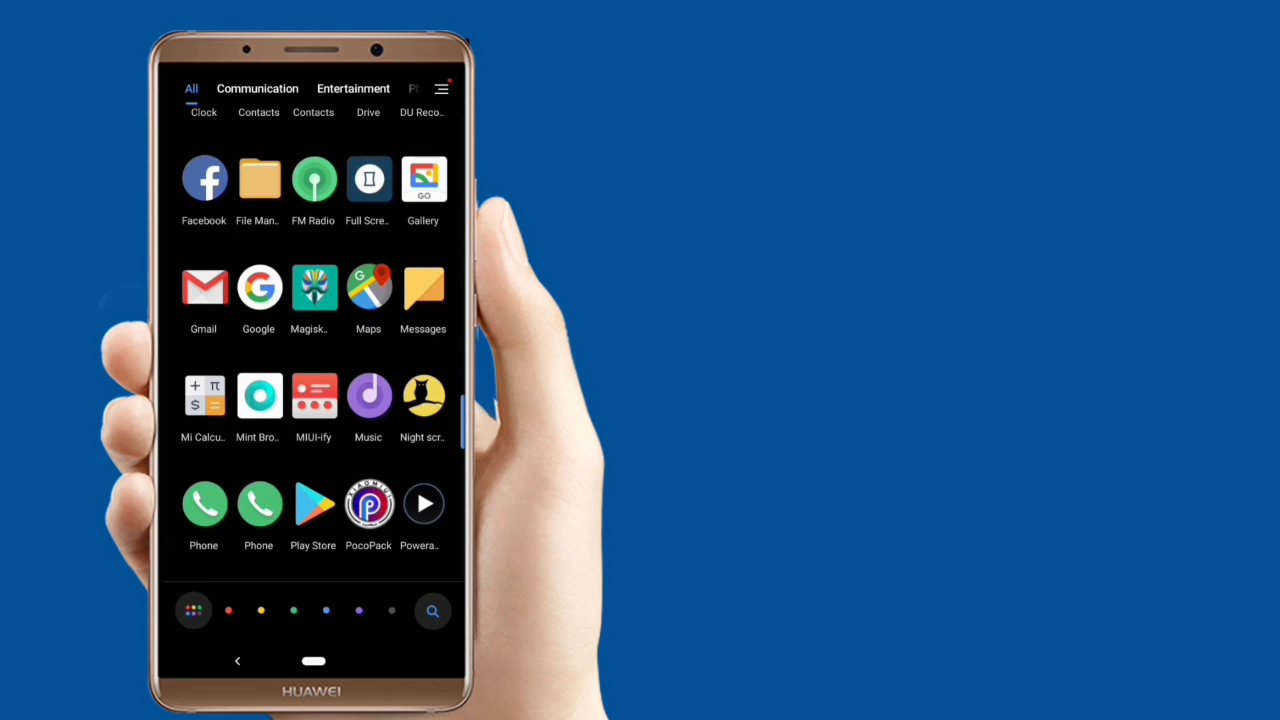 All Communication Entertainment
Clock Contacts Contacts Drive DU Reco..
GO
Facebook File Man.. FM Radio Full Scre.. Gallery
G
Gmail Google Magisk.. Maps Messages
Mi Calcu.. Mint Bro.. MIUI-ify Music Night scr..
XIAOMIUI
Phone Phone Play Store PocoPack Powera..
HUAWEI